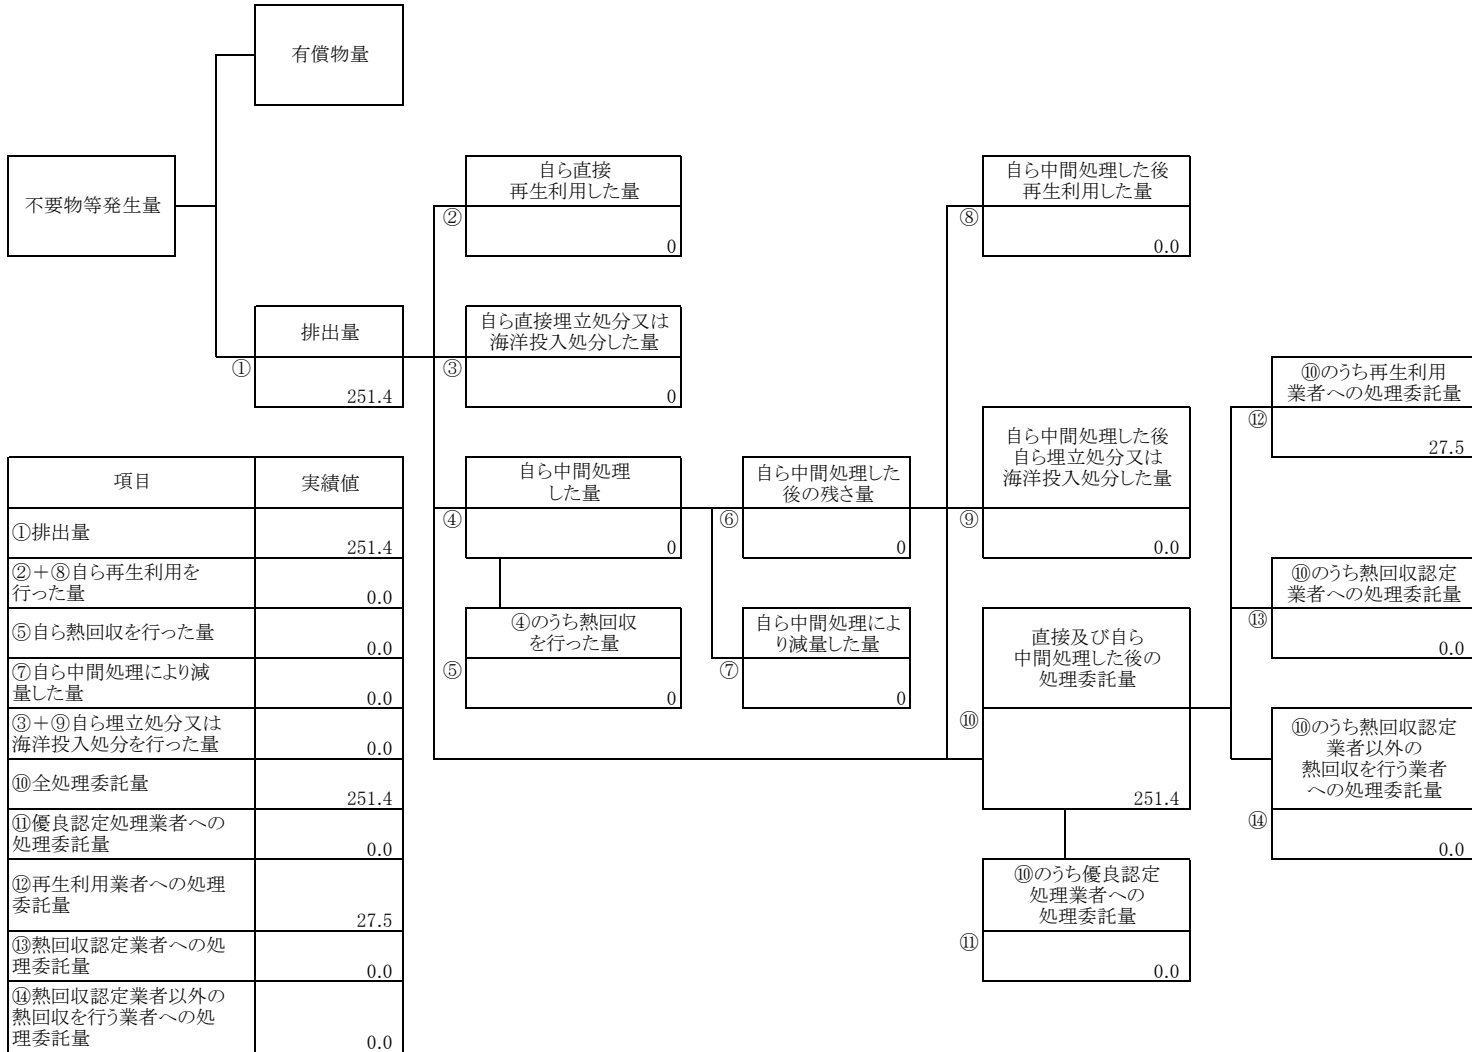 有償物量
不要物等発生量
排出量
①
251.4
自ら直接
再生利用した量
②
0
自ら直接埋立処分又は
海洋投入処分した量
③
0
自ら中間処理
した量
④
0
④のうち熱回収
を行った量
⑤
0
自ら中間処理した
後の残さ量
⑥
0
自ら中間処理によ
り減量した量
⑦
0
自ら中間処理した後
再生利用した量
⑧
0.0
自ら中間処理した後
自ら埋立処分又は
海洋投入処分した量
⑨
0.0
直接及び自ら
中間処理した後の
処理委託量
⑩
251.4
⑩のうち優良認定
処理業者への
処理委託量
⑪
0.0
⑩のうち再生利用
業者への処理委託量
⑫
27.5
⑩のうち熱回収認定
業者への処理委託量
⑬
0.0
⑩のうち熱回収認定
業者以外の
熱回収を行う業者
への処理委託量
⑭
0.0
項目 実績値
①排出量
251.4
②+⑧自ら再生利用を
行った量
0.0
⑤自ら熱回収を行った量
0.0
⑦自ら中間処理により減
量した量
0.0
③+⑨自ら埋立処分又は
海洋投入処分を行った量
0.0
⑩全処理委託量
251.4
⑪優良認定処理業者への
処理委託量
0.0
⑫再生利用業者への処理
委託量
27.5
⑬熱回収認定業者への処
理委託量
0.0
⑭熱回収認定業者以外の
熱回収を行う業者への処
理委託量
0.0